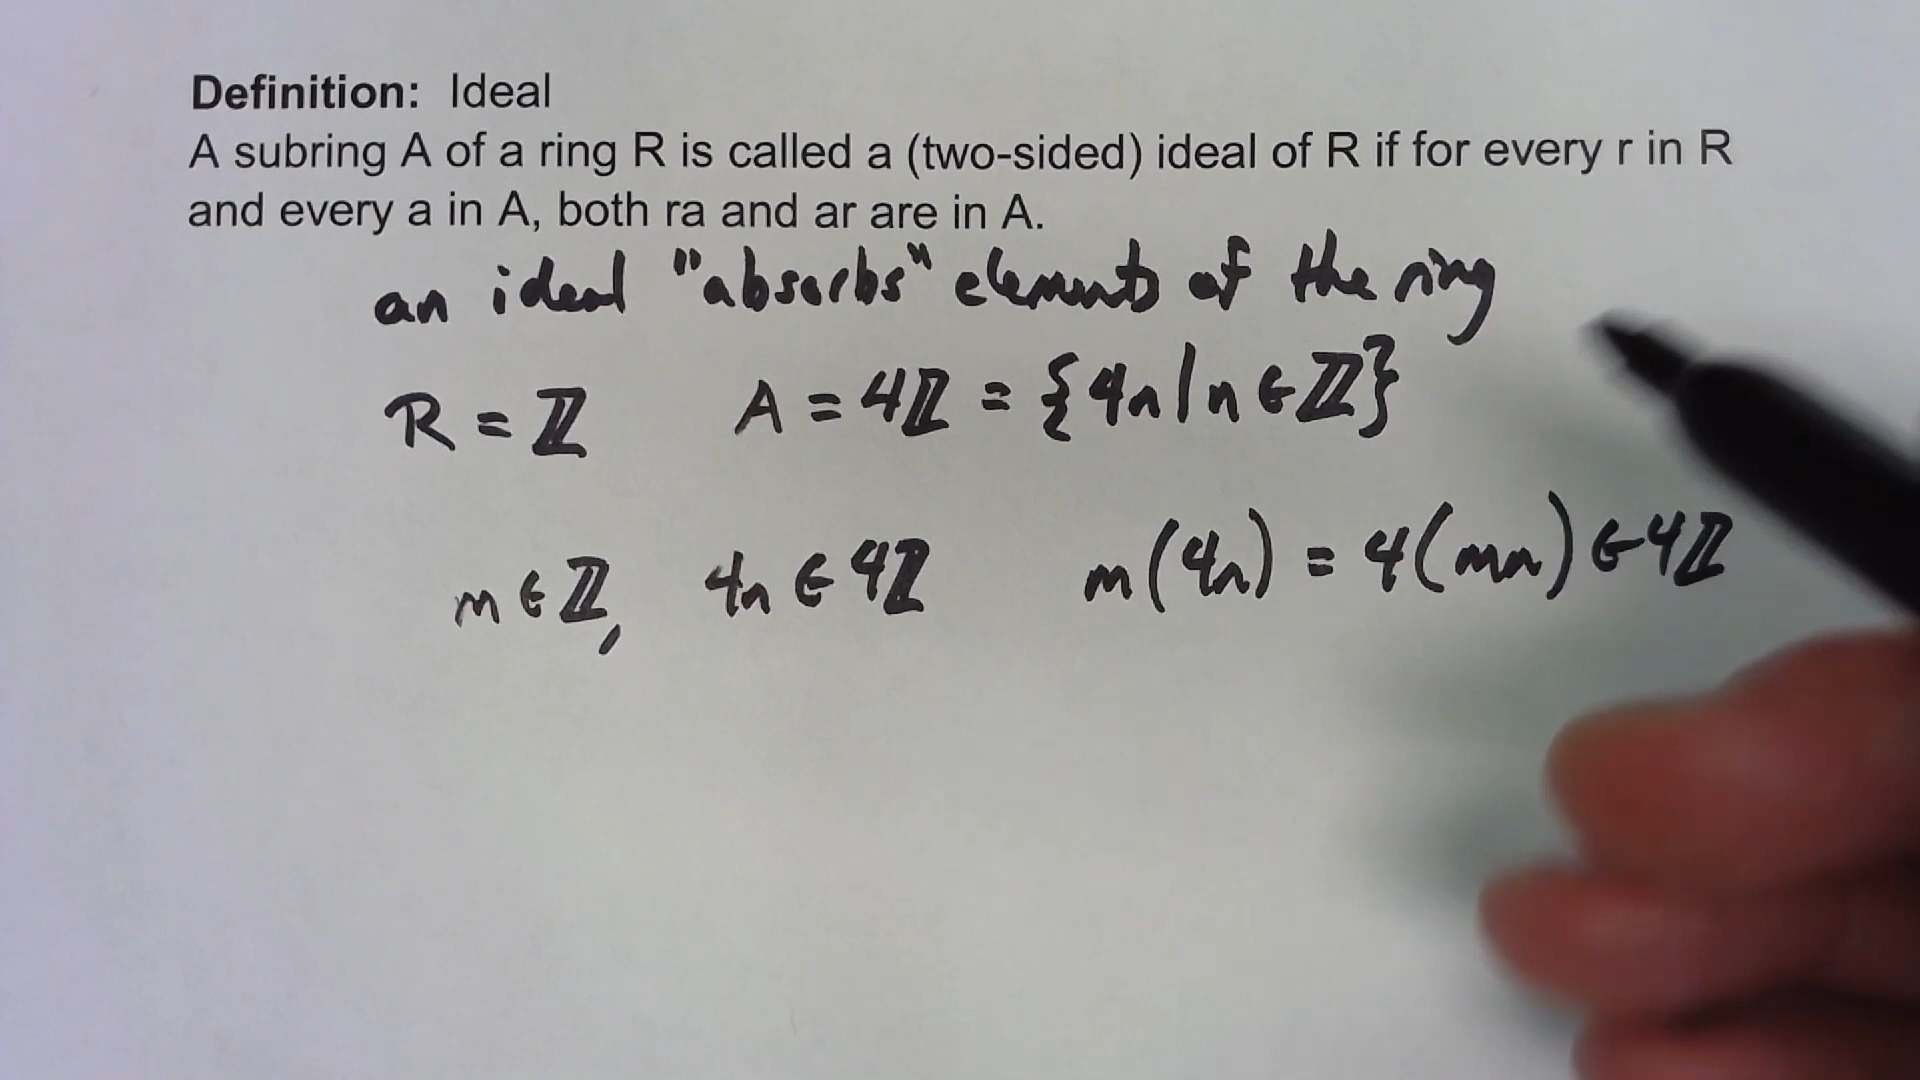 Definition: Ideal
A subring A of a ring R is called a (two-sided) ideal of R if for every r in R
and every a in A, both ra and ar are in A.
an ideal "absorbs" elements of the ring
R = ℤ A = 4ℤ = {4n | n ∈ ℤ}
m ∈ ℤ, 4n ∈ 4ℤ m(4n) = 4(mn) ∈ 4ℤ